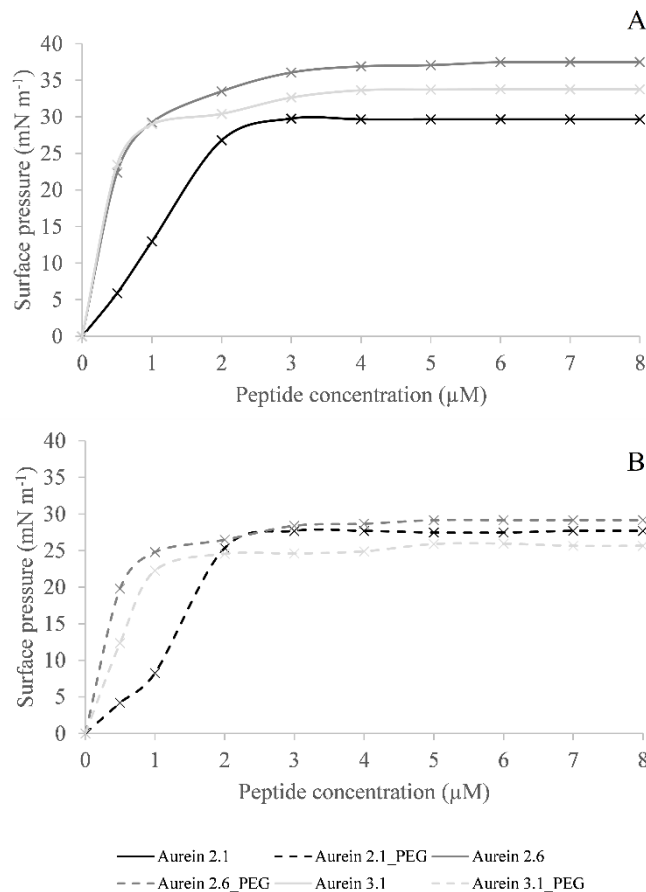 A
40
35
30
25
20
15
10
5
0
Surface pressure (mN m⁻¹)
0 1 2 3 4 5 6 7 8
Peptide concentration (µM)
B
40
35
30
25
20
15
10
5
0
Surface pressure (mN m⁻¹)
0 1 2 3 4 5 6 7 8
Peptide concentration (µM)
Aurein 2.1 Aurein 2.1_PEG Aurein 2.6
Aurein 2.6_PEG Aurein 3.1 Aurein 3.1_PEG